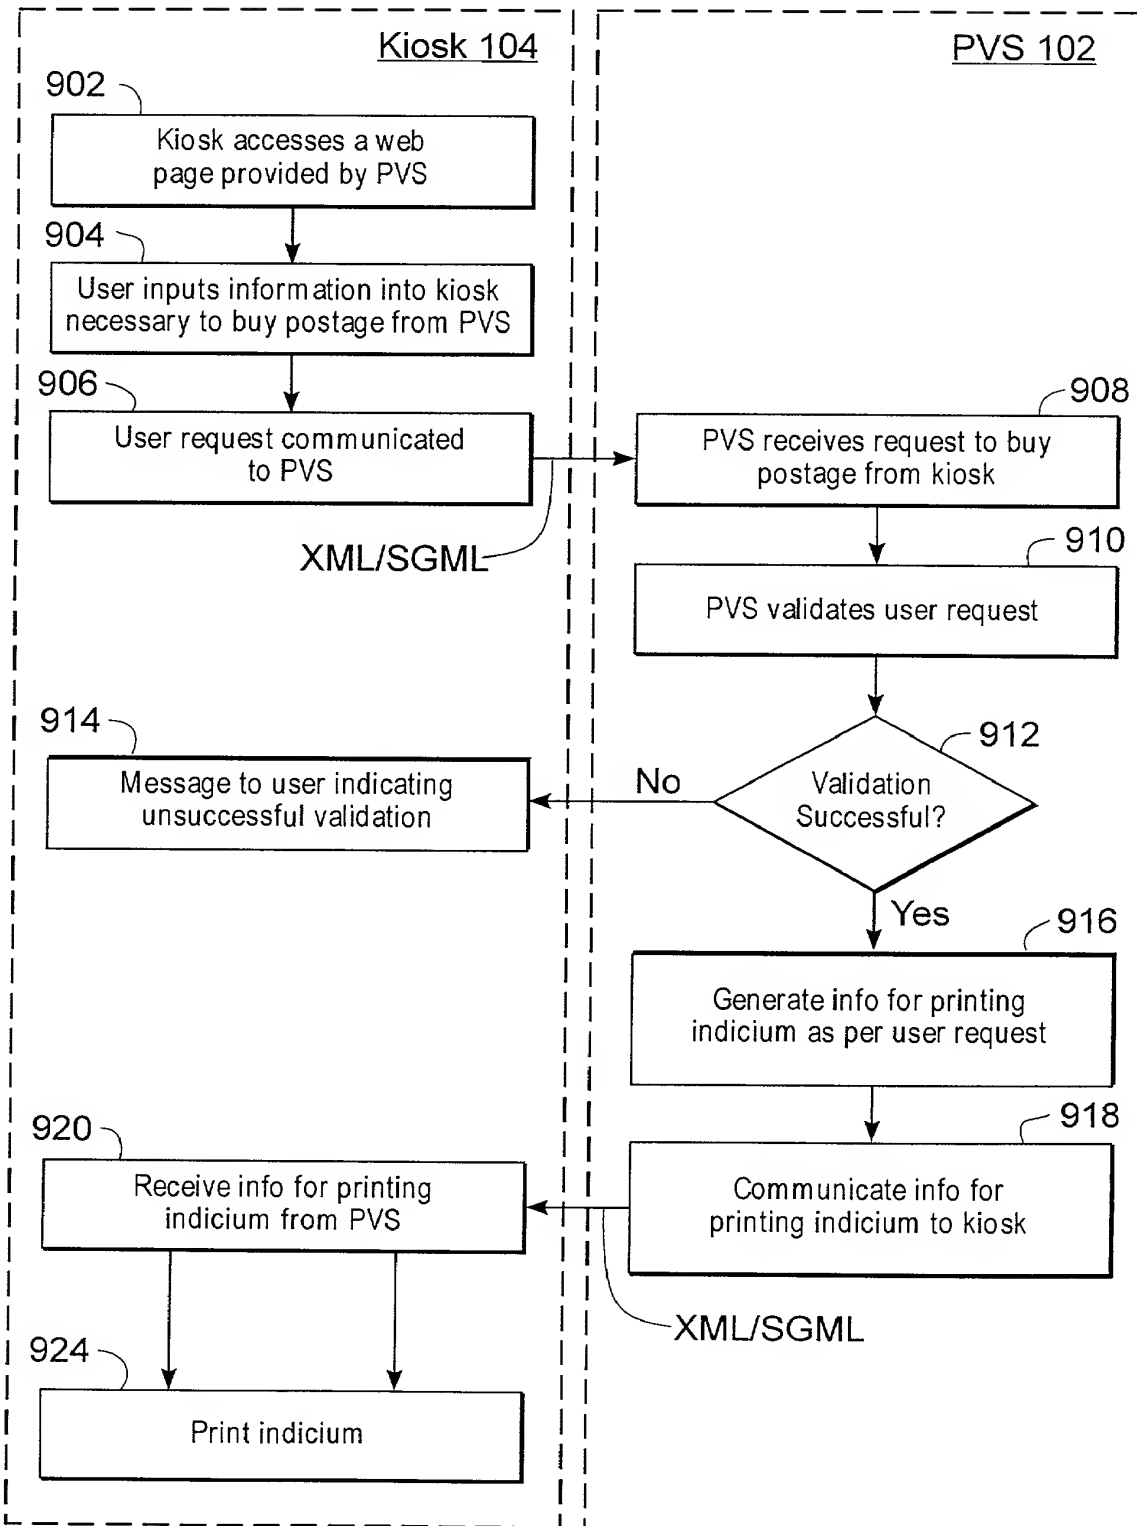 Kiosk 104
PVS 102
902
Kiosk accesses a web
page provided by PVS
904
User inputs information into kiosk
necessary to buy postage from PVS
906
User request communicated
to PVS
XML/SGML
908
PVS receives request to buy
postage from kiosk
910
PVS validates user request
912
Validation
Successful?
No
914
Message to user indicating
unsuccessful validation
Yes
916
Generate info for printing
indicium as per user request
918
Communicate info for
printing indicium to kiosk
XML/SGML
920
Receive info for printing
indicium from PVS
924
Print indicium